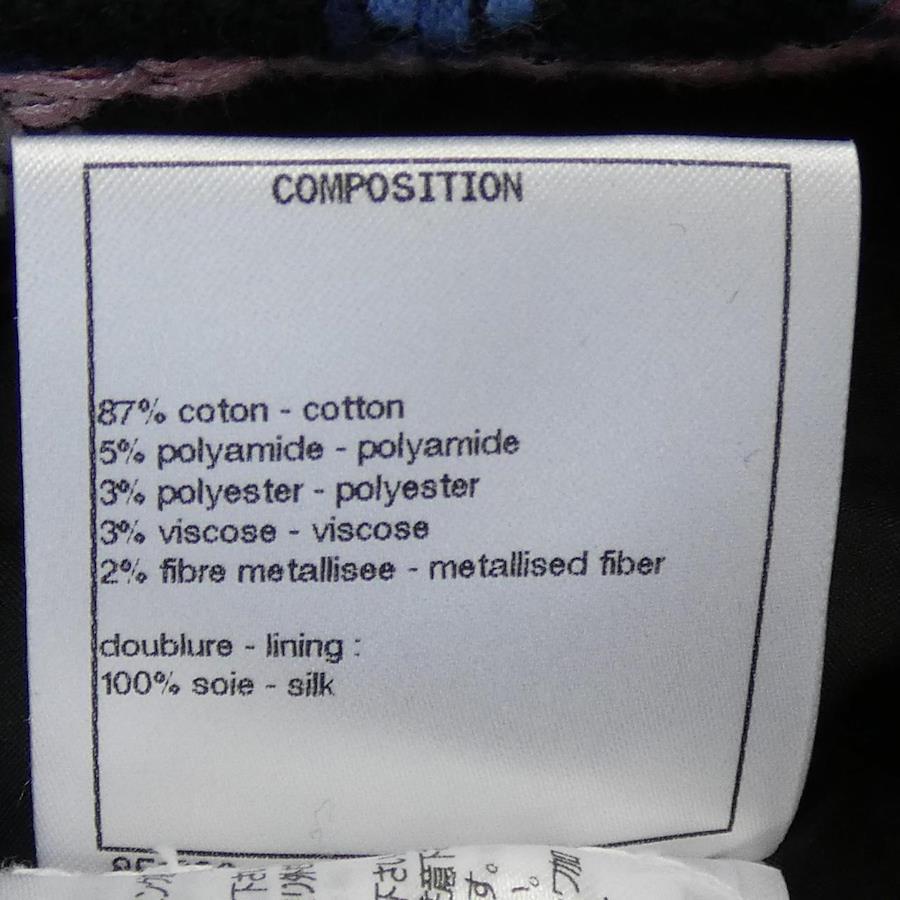 COMPOSITION
87% coton - cotton
5% polyamide - polyamide
3% polyester - polyester
3% viscose - viscose
2% fibre metallisee - metallised fiber
doublure - lining :
100% soie - silk